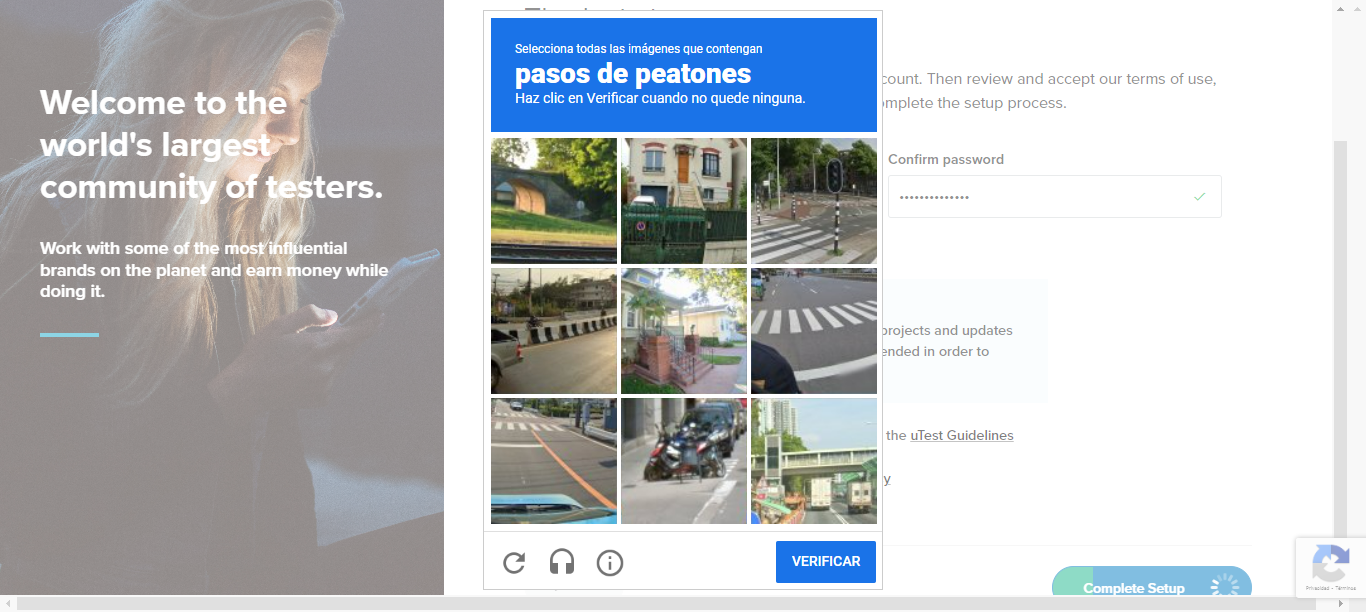 Welcome to the
world's largest
community of testers.
Work with some of the most influential
brands on the planet and earn money while
doing it.
Selecciona todas las imágenes que contengan
pasos de peatones
Haz clic en Verificar cuando no quede ninguna.
VERIFICAR
count. Then review and accept our terms of use,
omplete the setup process.
Confirm password
projects and updates
ended in order to
the uTest Guidelines
y
Complete Setup
Privacidad - Términos